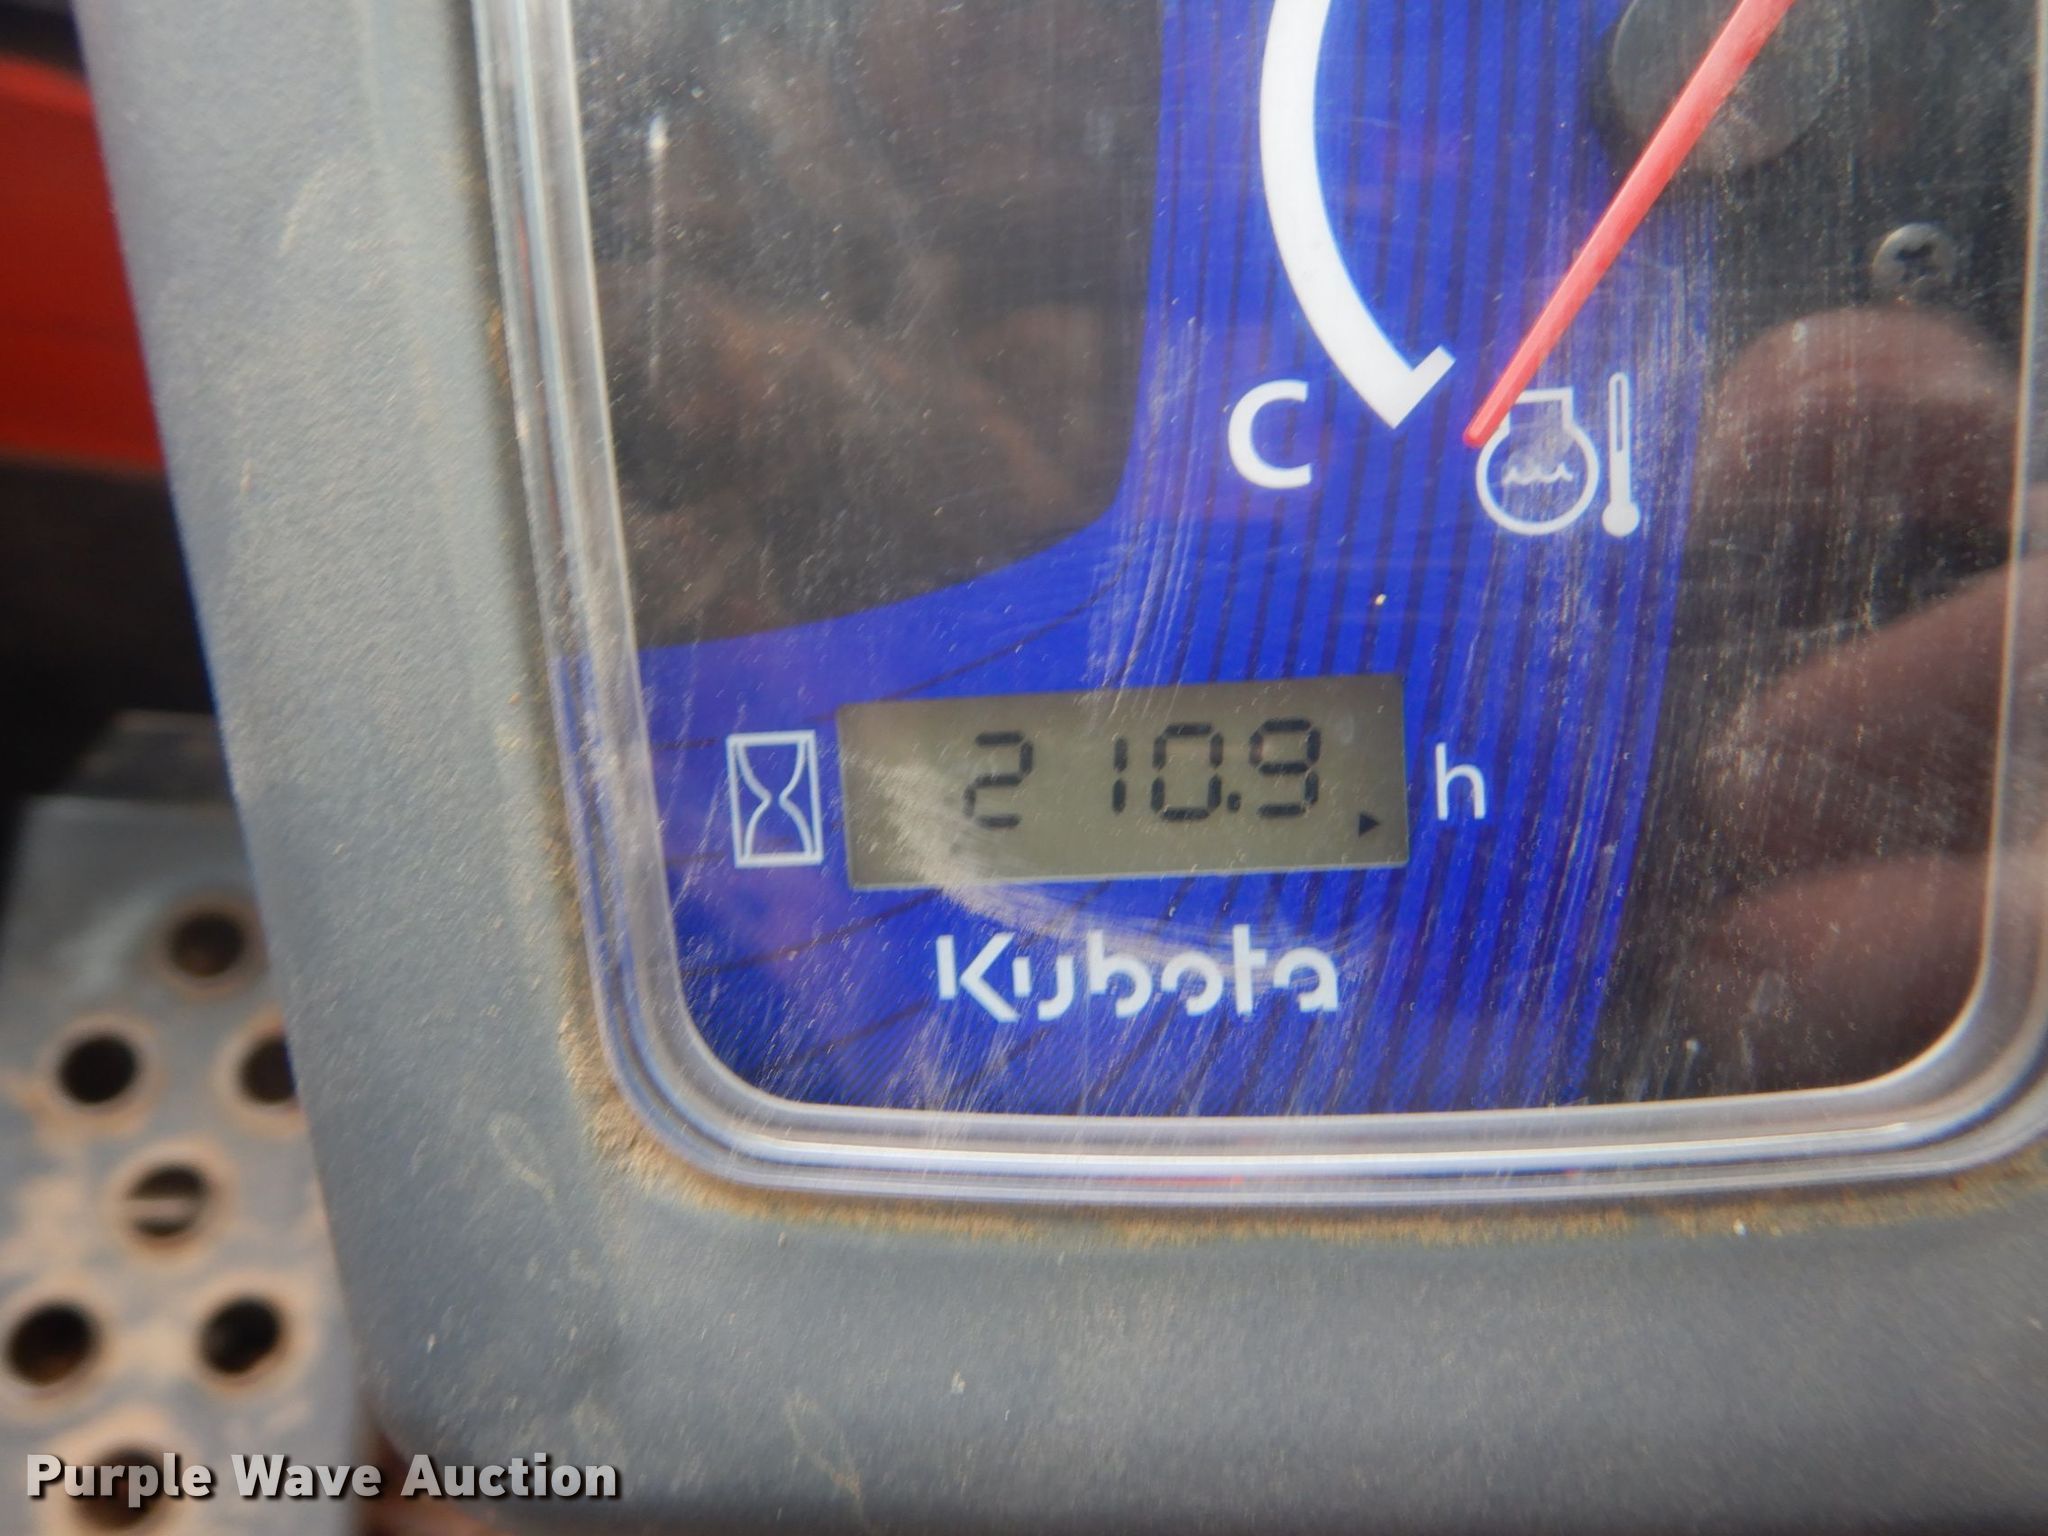 C
210.9 h
Kubota
Purple Wave Auction